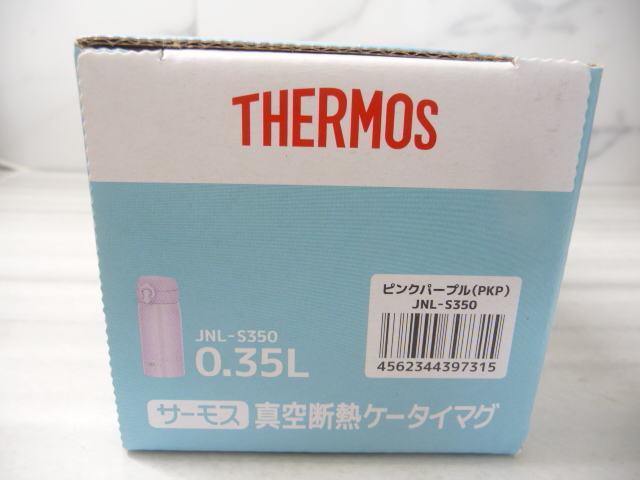 THERMOS
ピンクパープル(PKP)
JNL-S350
4562344397315
JNL-S350
0.35L
サーモス 真空断熱ケータイマグ